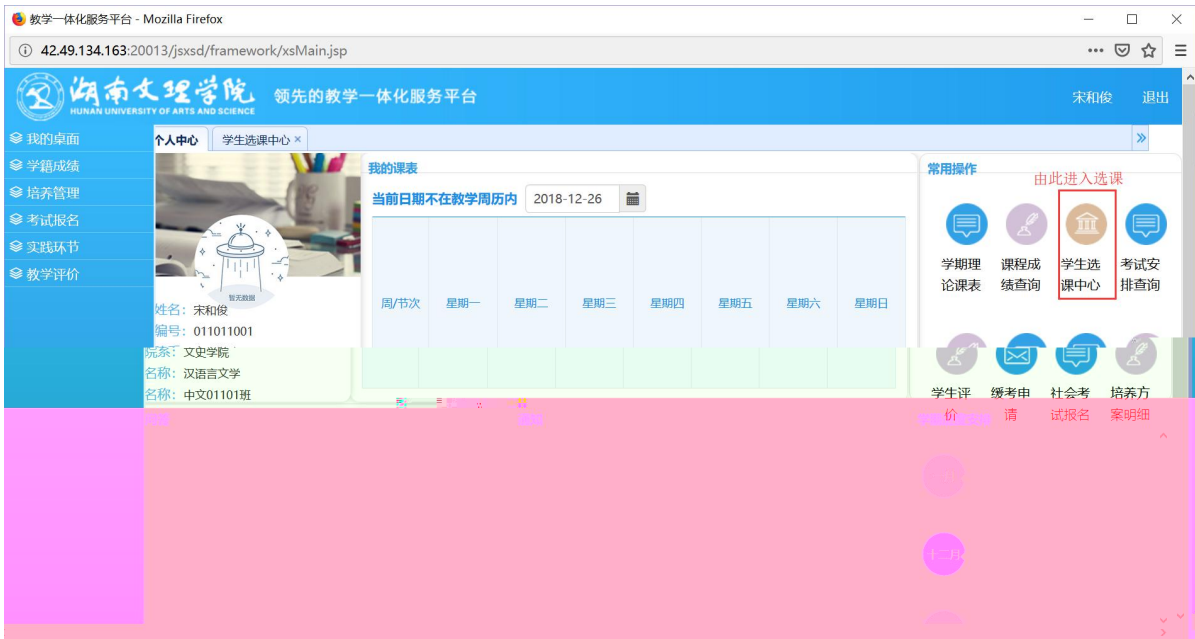 教学一体化服务平台 - Mozilla Firefox
42.49.134.163:20013/jsxsd/framework/xsMain.jsp
湖南文理学院
HUNAN UNIVERSITY OF ARTS AND SCIENCE
领先的教学一体化服务平台
宋和俊 退出
我的桌面
学籍成绩
培养管理
考试报名
实践环节
教学评价
个人中心 学生选课中心 ×
暂无数据
姓名：宋和俊
编号：011011001
院系：文史学院
名称：汉语言文学
名称：中文01101班
我的课表
当前日期不在教学周历内 2018-12-26
周/节次 星期一 星期二 星期三 星期四 星期五 星期六 星期日
常用操作
由此进入选课
学期理论课表
课程成绩查询
学生选课中心
考试安排查询
学生评价
缓考申请
社会考试报名
培养方案明细
十二月